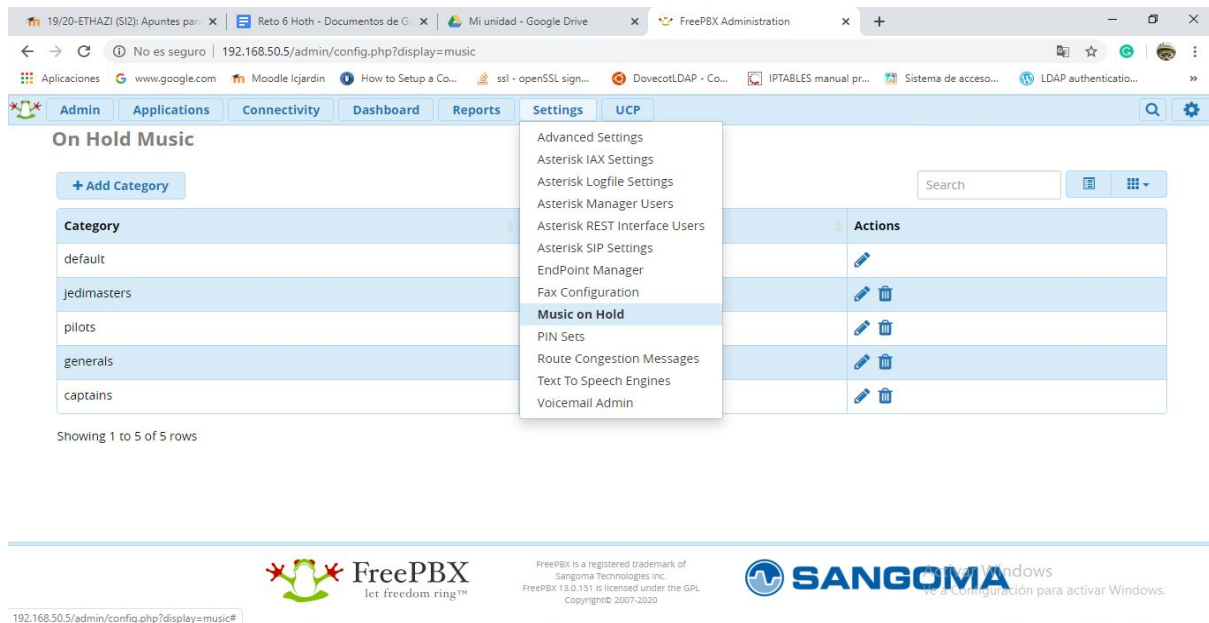 19/20-ETHAZI (SI2): Apuntes par
Reto 6 Hoth - Documentos de G
Mi unidad - Google Drive
FreePBX Administration
No es seguro | 192.168.50.5/admin/config.php?display=music
Aplicaciones
www.google.com
Moodle lcjardin
How to Setup a Co...
ssl - openSSL sign...
DovecotLDAP - Co...
IPTABLES manual pr...
Sistema de acceso...
LDAP authenticatio...
»
Admin Applications Connectivity Dashboard Reports Settings UCP
On Hold Music
+ Add Category
Search
Category
Actions
default
jedimasters
pilots
generals
captains
Advanced Settings
Asterisk IAX Settings
Asterisk Logfile Settings
Asterisk Manager Users
Asterisk REST Interface Users
Asterisk SIP Settings
EndPoint Manager
Fax Configuration
Music on Hold
PIN Sets
Route Congestion Messages
Text To Speech Engines
Voicemail Admin
Showing 1 to 5 of 5 rows
FreePBX
let freedom ring™
FreePBX is a registered trademark of
Sangoma Technologies Inc.
FreePBX 13.0.151 is licensed under the GPL
Copyright© 2007-2020
SANGOMA
Activar Windows
Ve a Configuración para activar Windows.
192.168.50.5/admin/config.php?display=music#